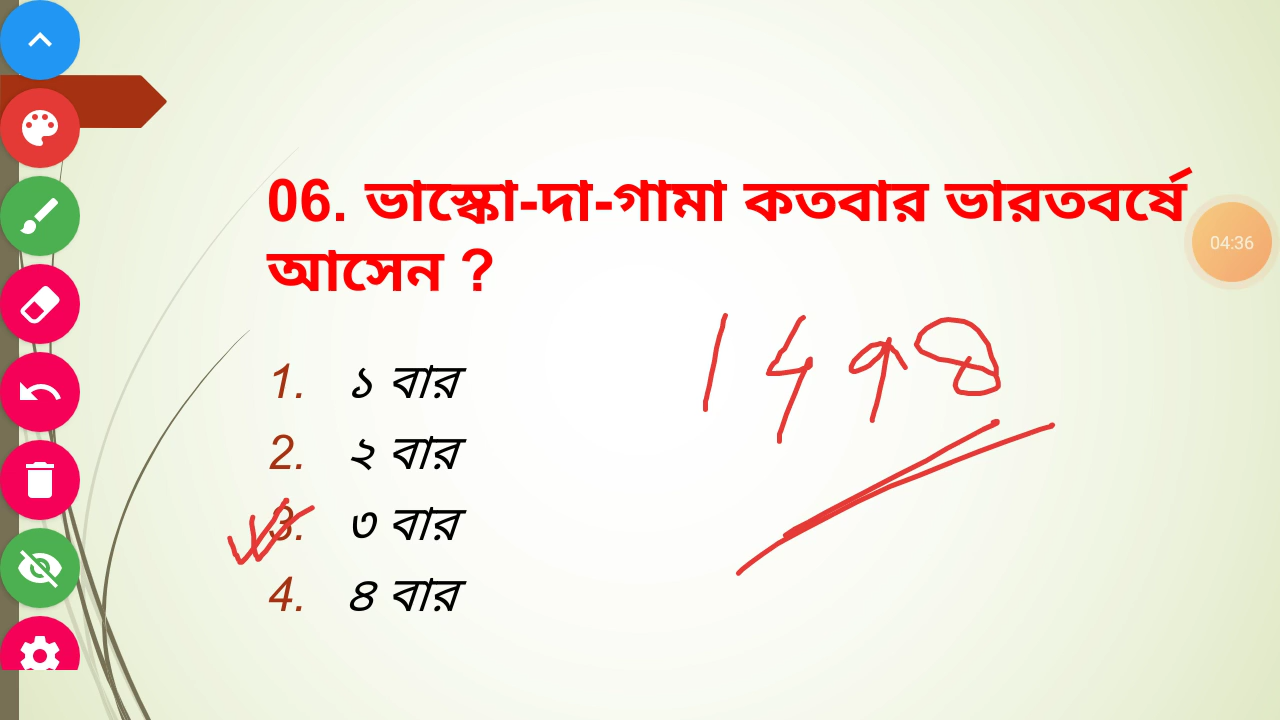 06. ভাস্কো-দা-গামা কতবার ভারতবর্ষে
আসেন ?
04:36
1498
1. ১ বার
2. ২ বার
3. ৩ বার
4. ৪ বার